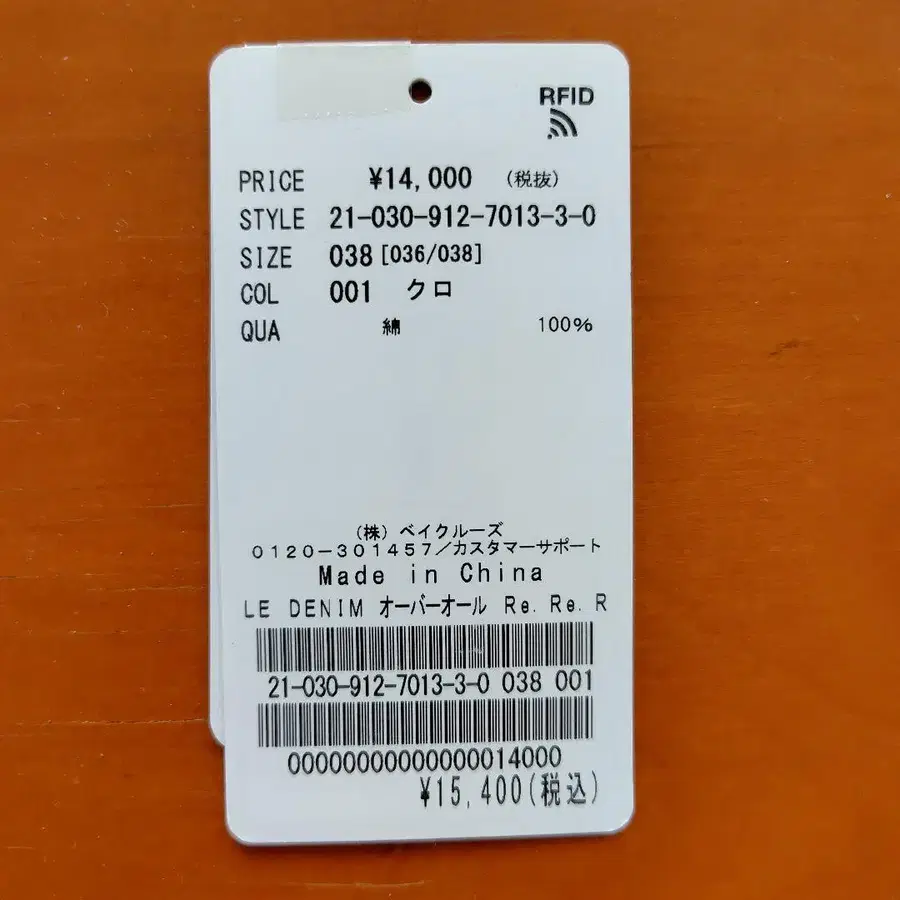 RFID
PRICE ¥14,000 (税抜)
STYLE 21-030-912-7013-3-0
SIZE 038 [036/038]
COL 001 クロ
QUA 綿 100%
(株) ベイクルーズ
0120-301457/カスタマーサポート
Made in China
LE DENIM オーバーオール Re. Re. R
21-030-912-7013-3-0 038 001
00000000000000014000
¥15,400(税込)